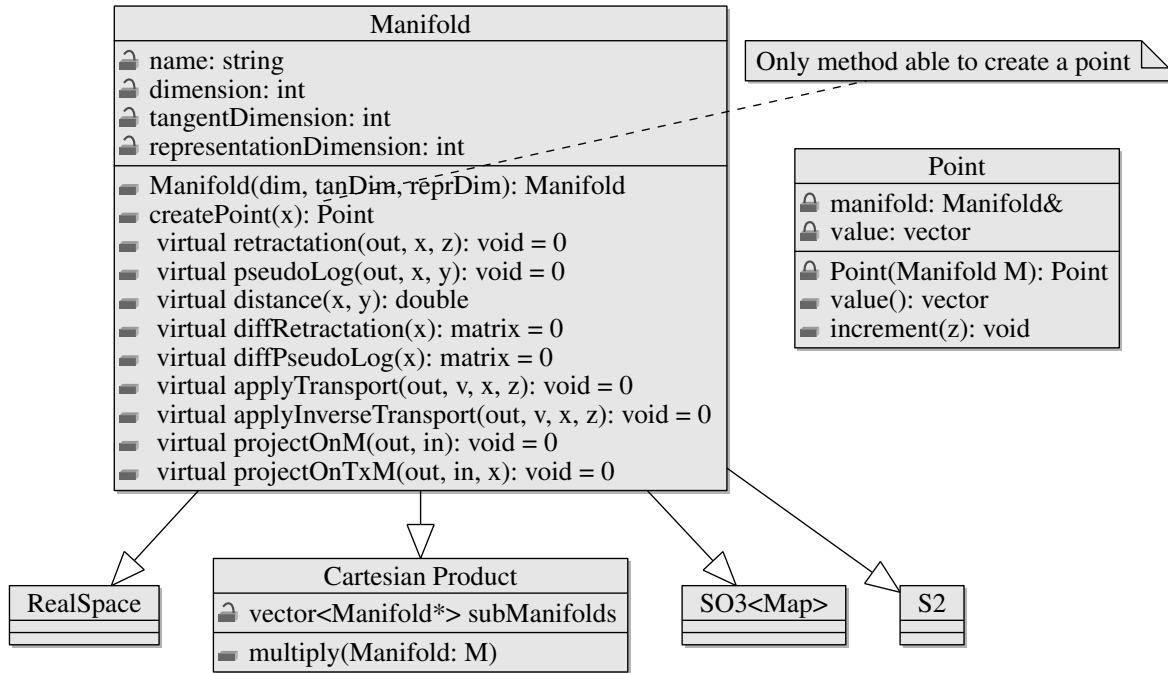 Manifold
name: string
dimension: int
tangentDimension: int
representationDimension: int
Manifold(dim, tanDim, reprDim): Manifold
createPoint(x): Point
virtual retractation(out, x, z): void = 0
virtual pseudoLog(out, x, y): void = 0
virtual distance(x, y): double
virtual diffRetractation(x): matrix = 0
virtual diffPseudoLog(x): matrix = 0
virtual applyTransport(out, v, x, z): void = 0
virtual applyInverseTransport(out, v, x, z): void = 0
virtual projectOnM(out, in): void = 0
virtual projectOnTxM(out, in, x): void = 0
Only method able to create a point
Point
manifold: Manifold&
value: vector
Point(Manifold M): Point
value(): vector
increment(z): void
RealSpace
Cartesian Product
vector<Manifold*> subManifolds
multiply(Manifold: M)
SO3<Map>
S2